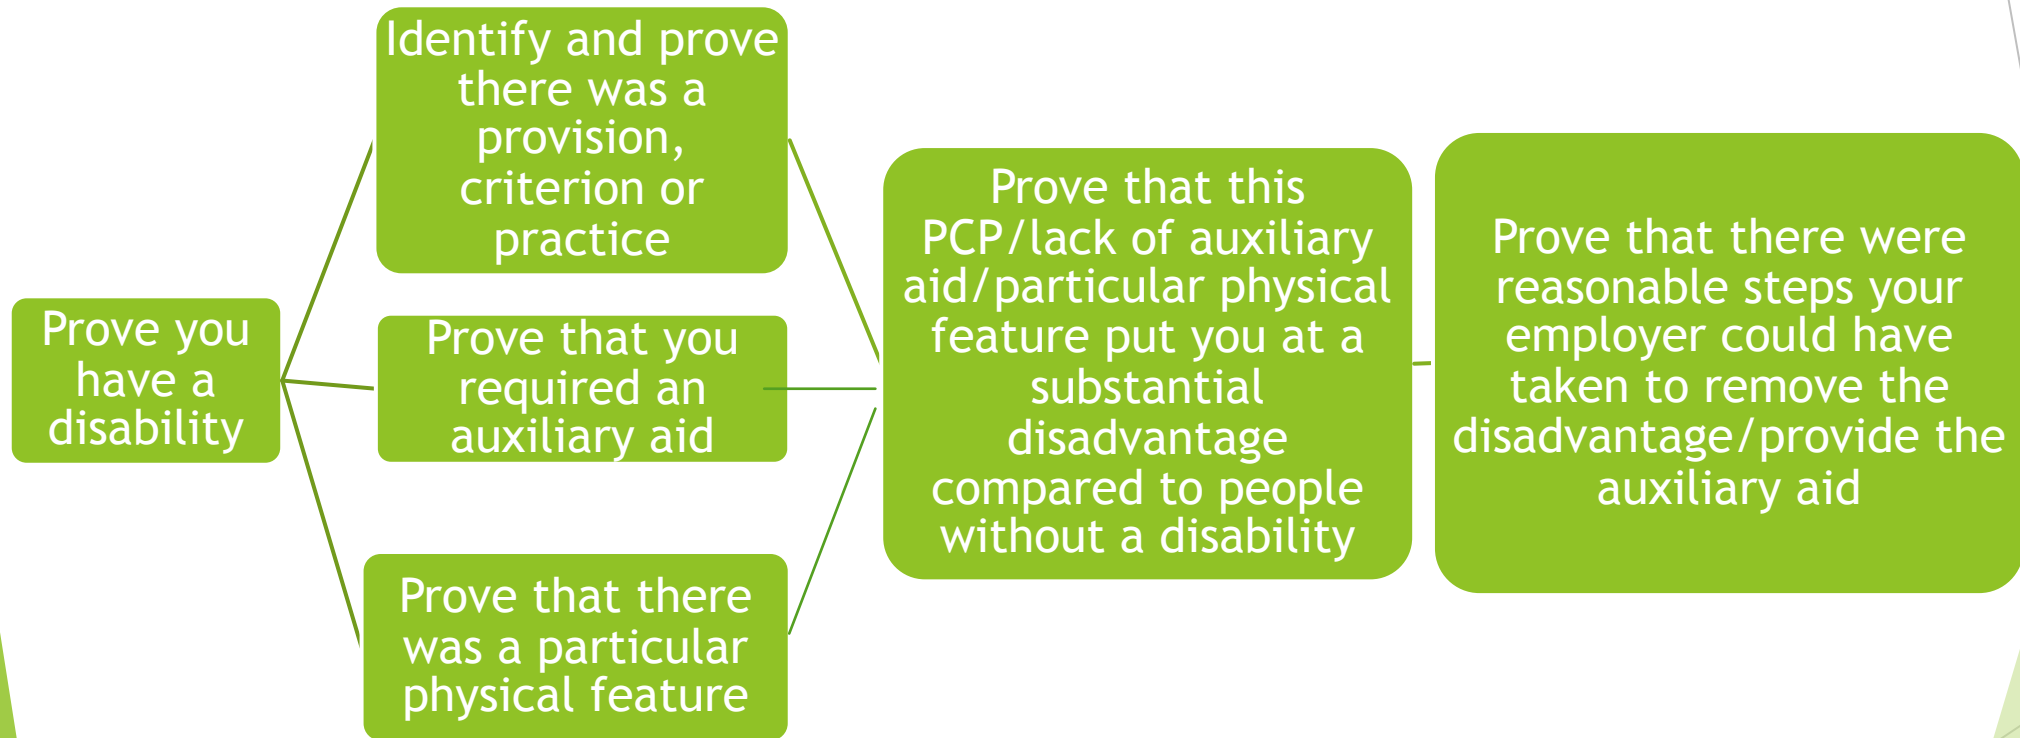 Prove you
have a
disability
Identify and prove
there was a
provision,
criterion or
practice
Prove that you
required an
auxiliary aid
Prove that there
was a particular
physical feature
Prove that this
PCP/lack of auxiliary
aid/particular physical
feature put you at a
substantial
disadvantage
compared to people
without a disability
Prove that there were
reasonable steps your
employer could have
taken to remove the
disadvantage/provide the
auxiliary aid